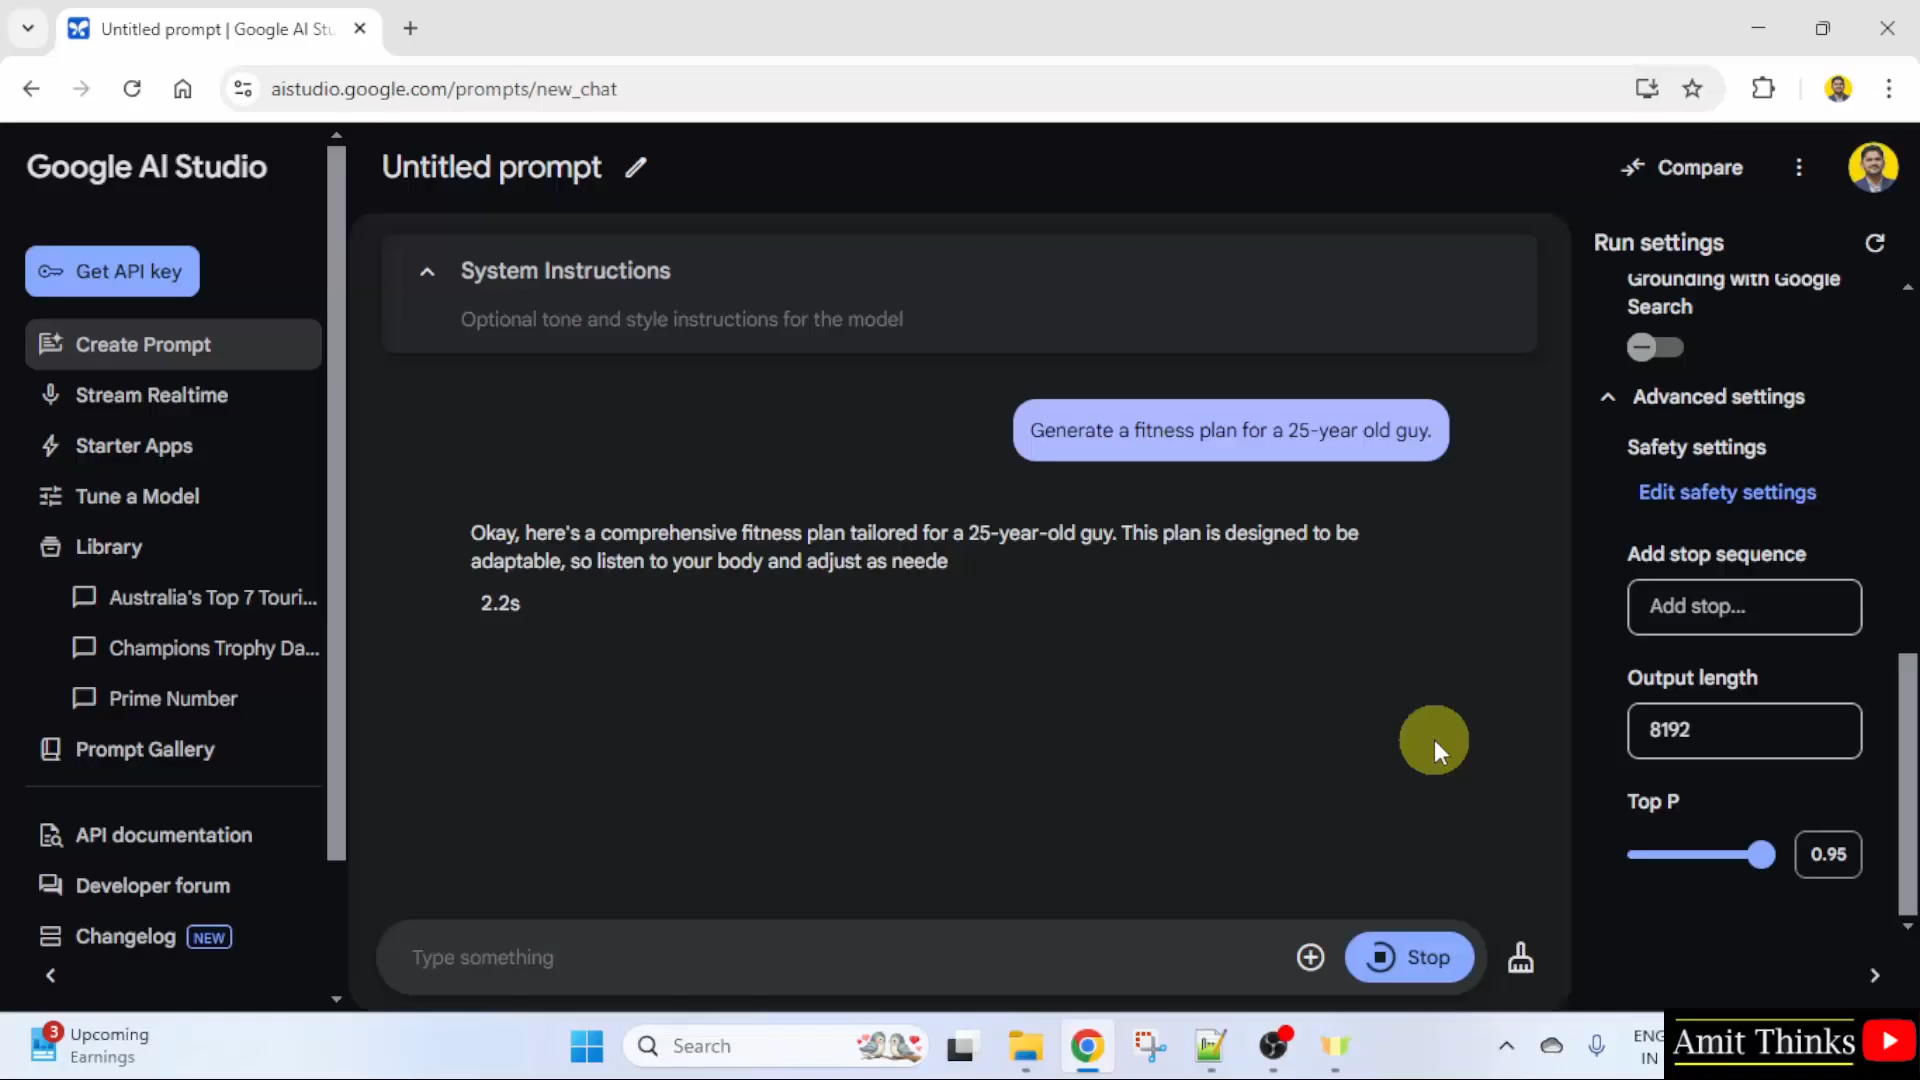 Untitled prompt | Google AI Stu
aistudio.google.com/prompts/new_chat
Google AI Studio
Get API key
Create Prompt
Stream Realtime
Starter Apps
Tune a Model
Library
Australia's Top 7 Touri...
Champions Trophy Da...
Prime Number
Prompt Gallery
API documentation
Developer forum
Changelog NEW
Untitled prompt
Compare
System Instructions
Optional tone and style instructions for the model
Generate a fitness plan for a 25-year old guy.
Okay, here's a comprehensive fitness plan tailored for a 25-year-old guy. This plan is designed to be
adaptable, so listen to your body and adjust as neede
2.2s
Type something
Stop
Run settings
Grounding with Google
Search
Advanced settings
Safety settings
Edit safety settings
Add stop sequence
Add stop...
Output length
8192
Top P
0.95
3
Upcoming
Earnings
Search
ENG
IN
Amit Thinks